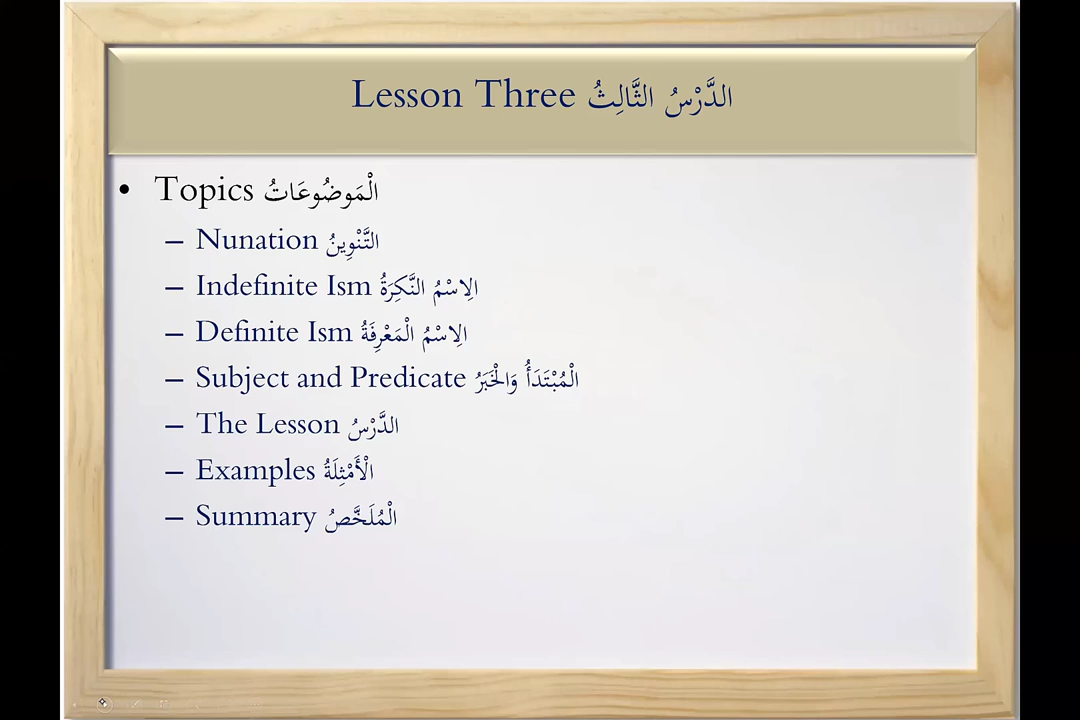 Lesson Three الدَّرْسُ الثَّالِثُ
• Topics الْمَوضُوعَاتُ
– Nunation التَّنْوِينُ
– Indefinite Ism الِاسْمُ النَّكِرَةُ
– Definite Ism الِاسْمُ الْمَعْرِفَةُ
– Subject and Predicate الْمُبْتَدَأُ وَالْخَبَرُ
– The Lesson الدَّرْسُ
– Examples الْأَمْثِلَةُ
– Summary الْمُلَخَّصُ